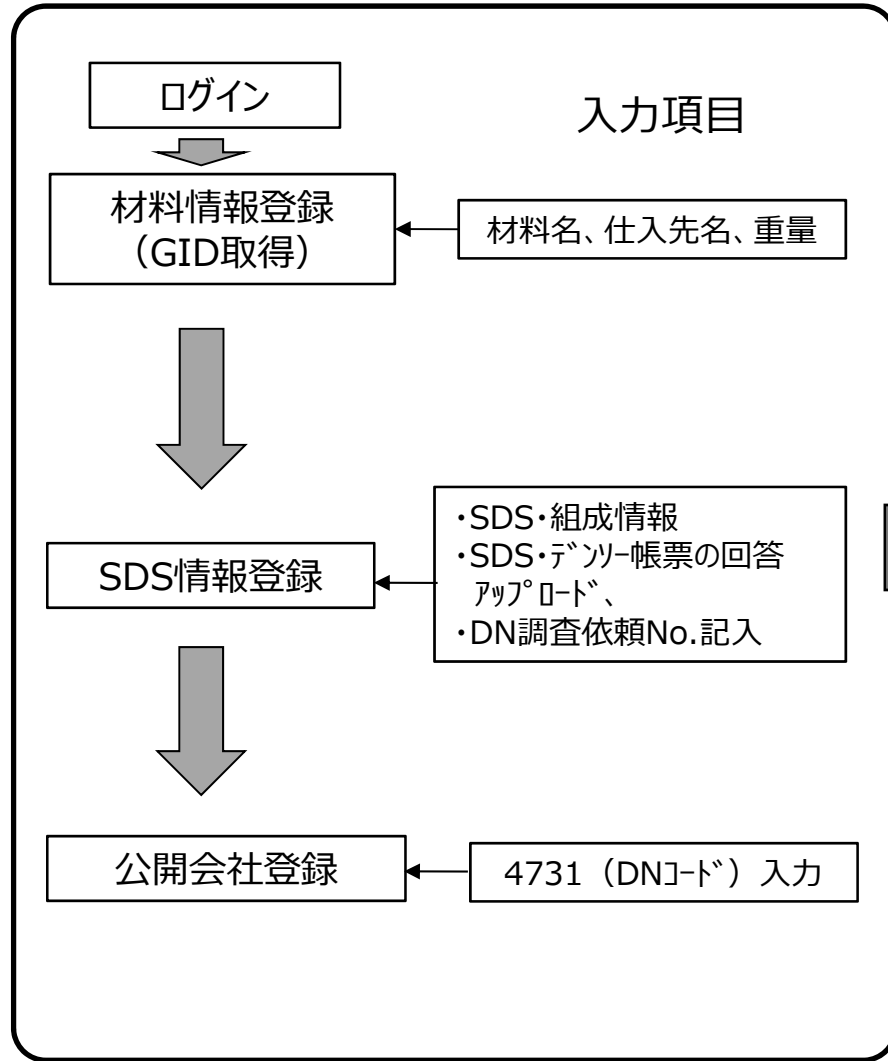 ログイン
入力項目
材料情報登録
（GID取得）
材料名、仕入先名、重量
SDS情報登録
・SDS・組成情報
・SDS・ﾃﾞﾝｿｰ帳票の回答
ｱｯﾌﾟﾛｰﾄﾞ、
・DN調査依頼No.記入
公開会社登録
4731（DNｺｰﾄﾞ）入力